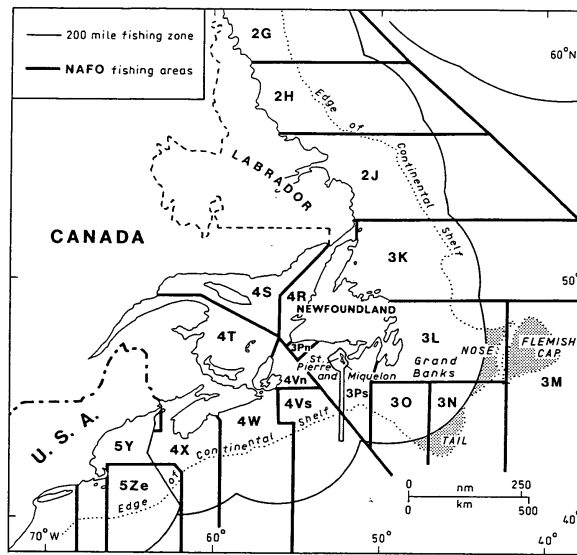 200 mile fishing zone
NAFO fishing areas
2G
60°N
2H
Edge of Continental Shelf
LABRADOR
2J
CANADA
3K
50°
4S
4R
NEWFOUNDLAND
4T
3Pn
3L
NOSE
FLEMISH CAP
St. Pierre and Miquelon
Grand Banks
3M
4Vn
3Ps
U.S.A.
4Vs
3O
3N
4W
TAIL
5Y
4X
Edge of Continental Shelf
5Ze
0 nm 250
0 km 500
70°W
60°
50°
40°
40°